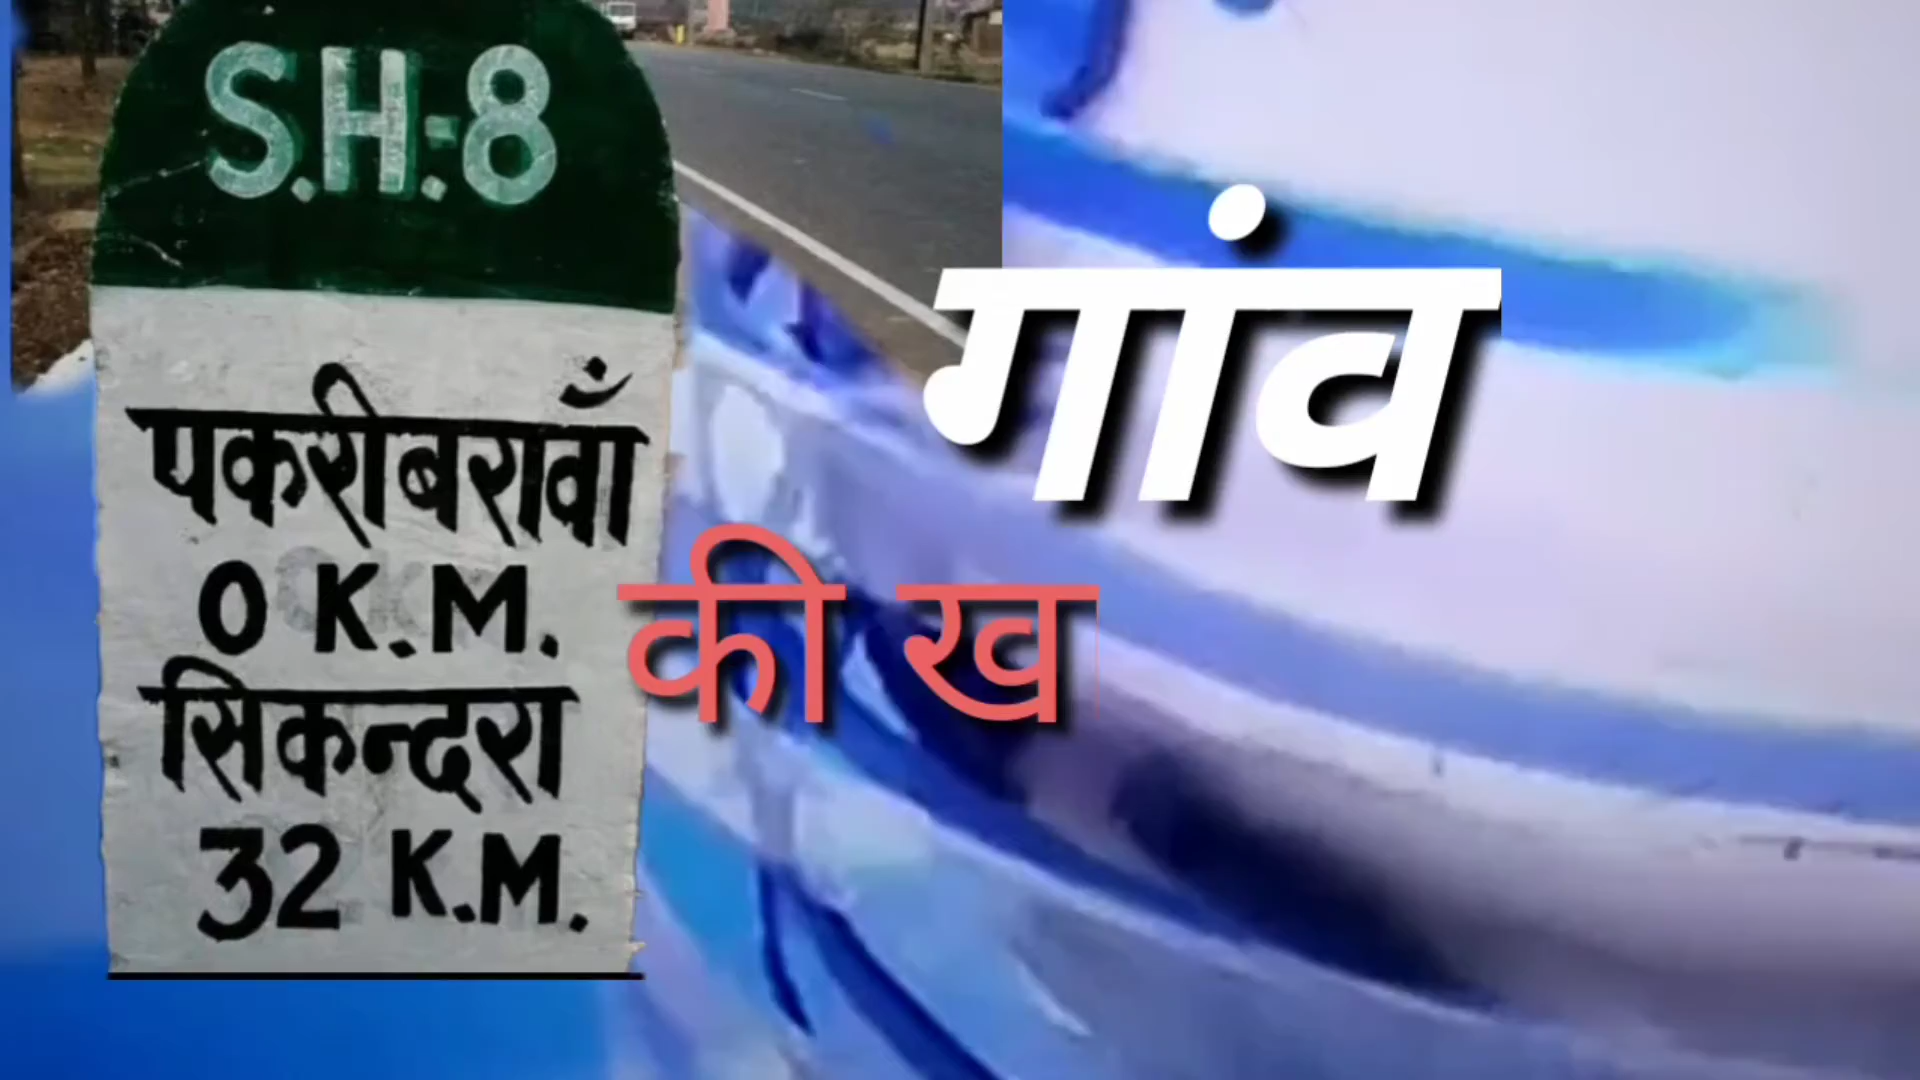 S.H.-8
पकरीबरावाँ
0 K.M.
सिकन्दरा
32 K.M.
गांव
की ख